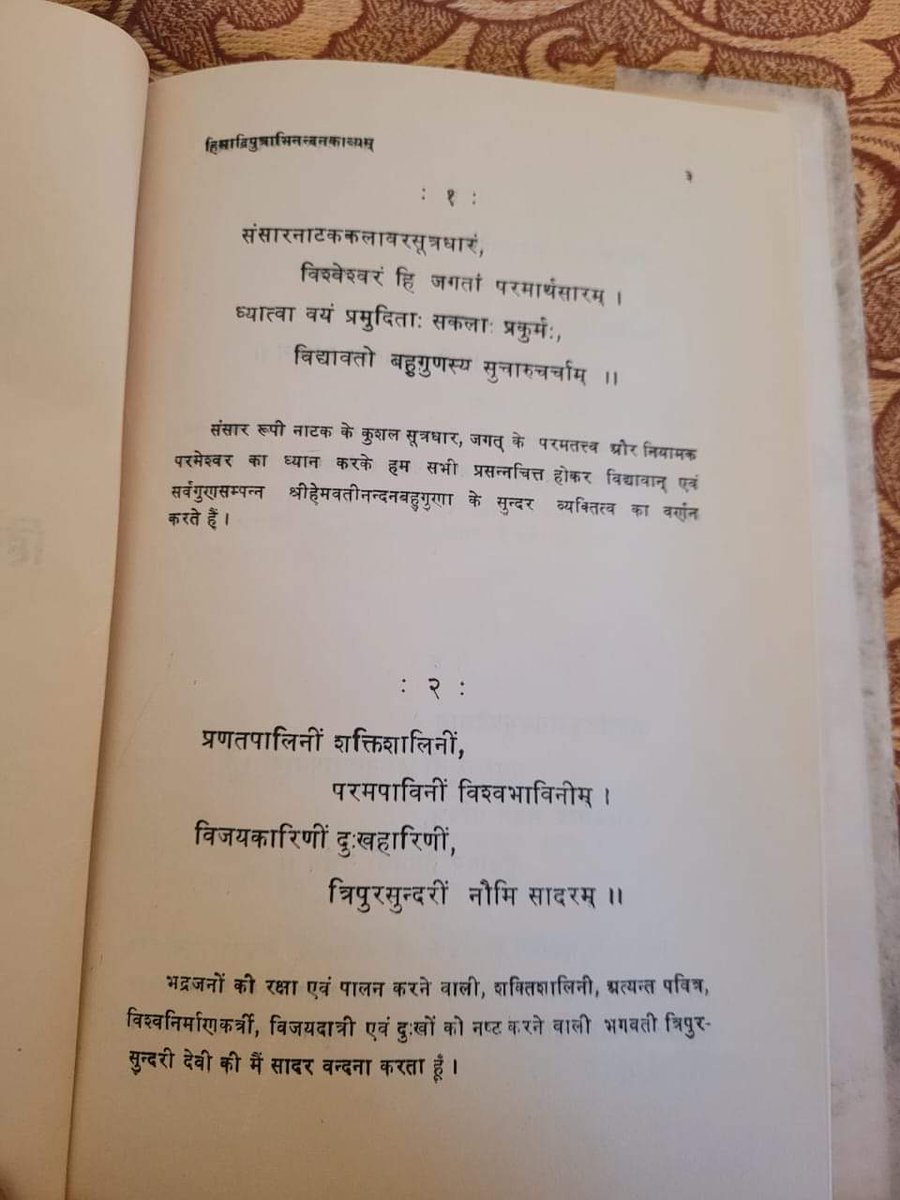 हिमाद्रिपुत्राभिनन्दनकाव्यम्
३
: १ :
संसारनाटककलावरसूत्रधारं,
विश्वेश्वरं हि जगतां परमार्थसारम् ।
ध्यात्वा वयं प्रमुदिताः सकलाः प्रकुर्मः,
विद्यावतो बहुगुणस्य सुचारुचर्चाम् ।।
संसार रूपी नाटक के कुशल सूत्रधार, जगत् के परमतत्त्व और नियामक
परमेश्वर का ध्यान करके हम सभी प्रसन्नचित्त होकर विद्यावान् एवं
सर्वगुणसम्पन्न श्रीहेमवतीनन्दनबहुगुणा के सुन्दर व्यक्तित्व का वर्णन
करते हैं ।
: २ :
प्रणतपालिनीं शक्तिशालिनीं,
परमपाविनीं विश्वभाविनीम् ।
विजयकारिणीं दुःखहारिणीं,
त्रिपुरसुन्दरीं नौमि सादरम् ।।
भद्रजनों की रक्षा एवं पालन करने वाली, शक्तिशालिनी, अत्यन्त पवित्र,
विश्वनिर्माणकर्त्री, विजयदात्री एवं दुःखों को नष्ट करने वाली भगवती त्रिपुर-
सुन्दरी देवी की मैं सादर वन्दना करता हूँ ।